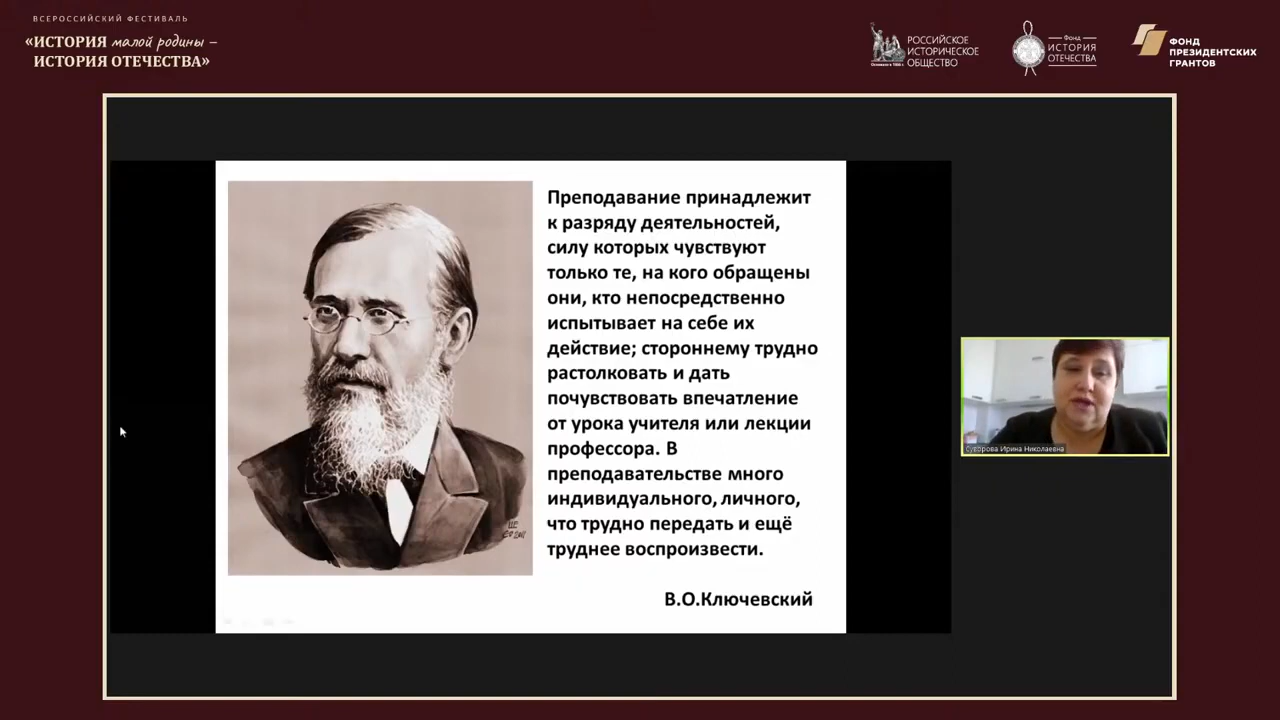 ВСЕРОССИЙСКИЙ ФЕСТИВАЛЬ
«ИСТОРИЯ малой родины –
ИСТОРИЯ ОТЕЧЕСТВА»
РОССИЙСКОЕ
ИСТОРИЧЕСКОЕ
ОБЩЕСТВО
Фонд
ИСТОРИЯ
ОТЕЧЕСТВА
ФОНД
ПРЕЗИДЕНТСКИХ
ГРАНТОВ
Преподавание принадлежит
к разряду деятельностей,
силу которых чувствуют
только те, на кого обращены
они, кто непосредственно
испытывает на себе их
действие; стороннему трудно
растолковать и дать
почувствовать впечатление
от урока учителя или лекции
профессора. В
преподавательстве много
индивидуального, личного,
что трудно передать и ещё
труднее воспроизвести.
В.О.Ключевский
Суворова Ирина Николаевна